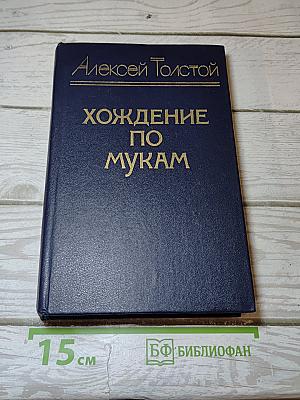 Алексей Толстой
ХОЖДЕНИЕ
ПО
МУКАМ
15 см
БФ БИБЛИОФАН